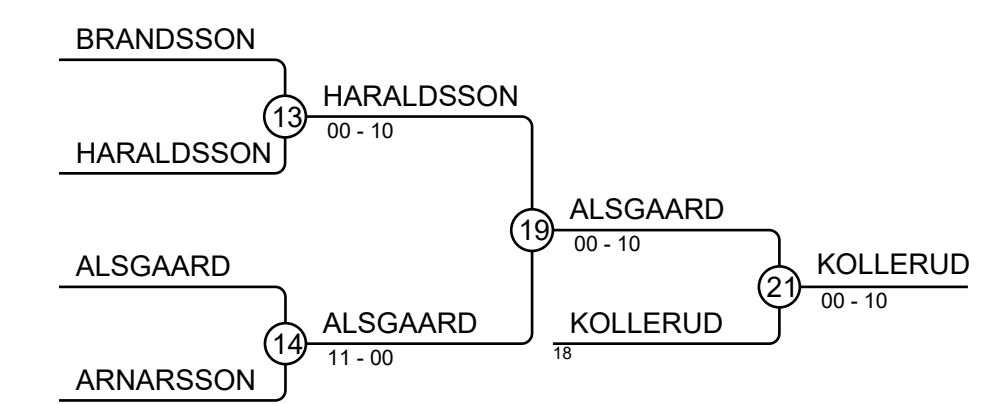 BRANDSSON
13
HARALDSSON
00 - 10
HARALDSSON
19
ALSGAARD
00 - 10
ALSGAARD
21
KOLLERUD
00 - 10
14
ALSGAARD
11 - 00
KOLLERUD
18
ARNARSSON